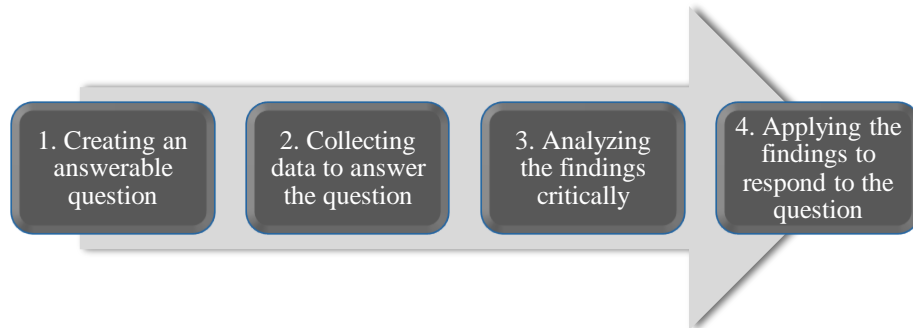 1. Creating an
answerable
question
2. Collecting
data to answer
the question
3. Analyzing
the findings
critically
4. Applying the
findings to
respond to the
question